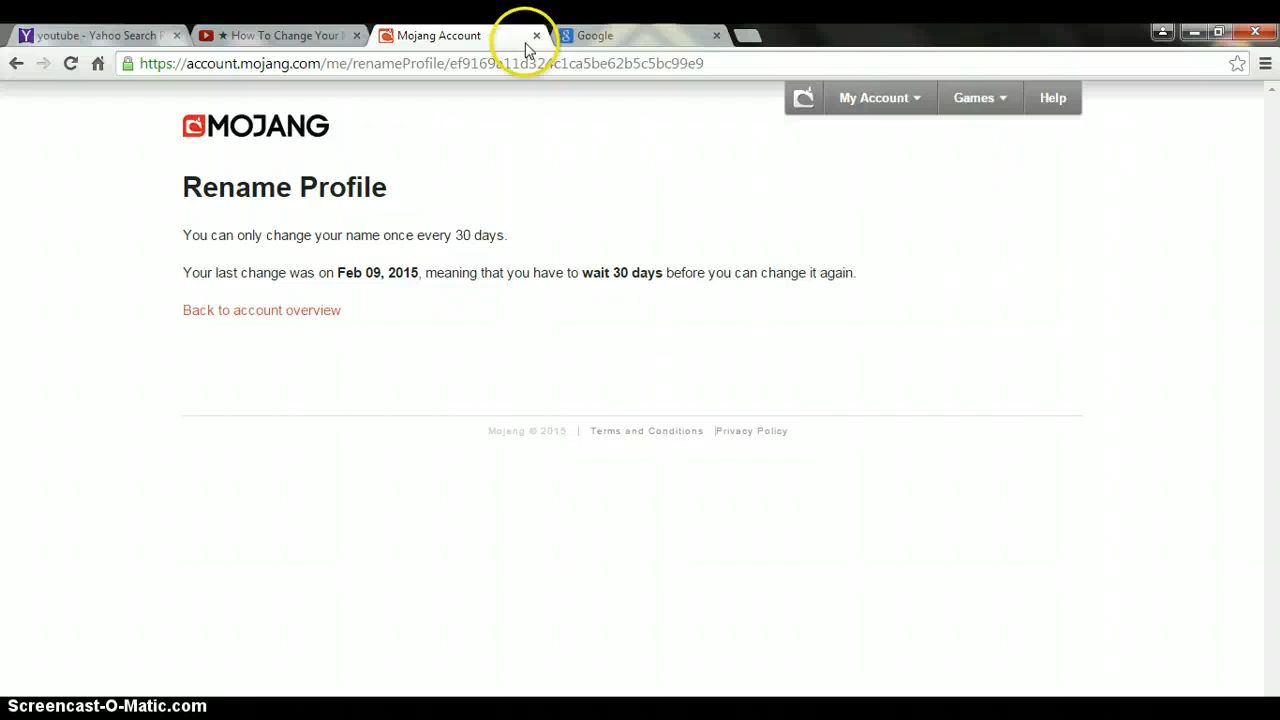 youtube - Yahoo Search
★ How To Change Your
Mojang Account
Google
https://account.mojang.com/me/renameProfile/
My Account
Games
Help
MOJANG
Rename Profile
You can only change your name once every 30 days.
Your last change was on Feb 09, 2015, meaning that you have to wait 30 days before you can change it again.
Back to account overview
Mojang © 2015 | Terms and Conditions | Privacy Policy
Screencast-O-Matic.com